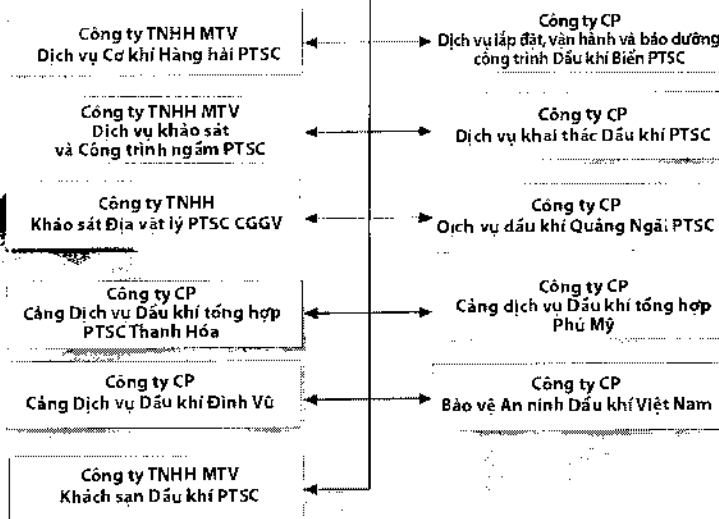 Công ty TNHH MTV
Dịch vụ Cơ khí Hàng hải PTSC
Công ty CP
Dịch vụ lắp đặt, vận hành và bảo dưỡng
công trình Dầu khí Biển PTSC
Công ty TNHH MTV
Dịch vụ khảo sát
và Công trình ngầm PTSC
Công ty CP
Dịch vụ khai thác Dầu khí PTSC
Công ty TNHH
Khảo sát Địa vật lý PTSC CGGV
Công ty CP
Dịch vụ dầu khí Quảng Ngãi PTSC
Công ty CP
Cảng Dịch vụ Dầu khí tổng hợp
PTSC Thanh Hóa
Công ty CP
Cảng dịch vụ Dầu khí tổng hợp
Phú Mỹ
Công ty CP
Cảng Dịch vụ Dầu khí Đình Vũ
Công ty CP
Bảo vệ An ninh Dầu khí Việt Nam
Công ty TNHH MTV
Khách sạn Dầu khí PTSC